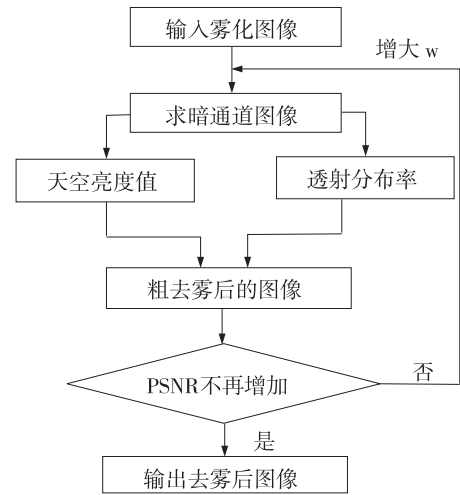 输入雾化图像
增大 w
求暗通道图像
天空亮度值
透射分布率
粗去雾后的图像
PSNR不再增加
否
是
输出去雾后图像